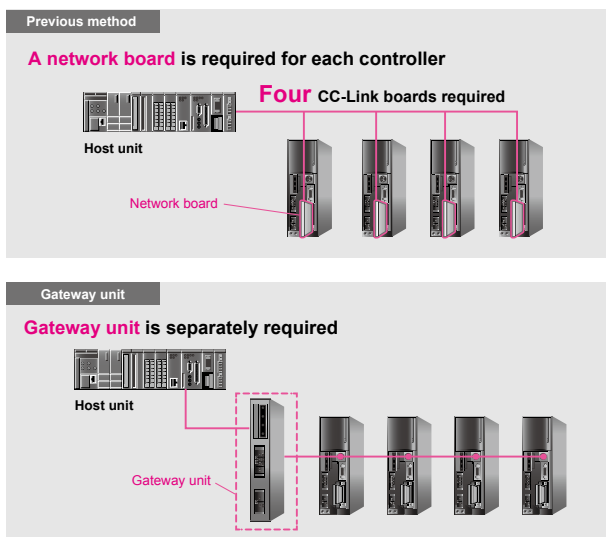 Previous method
A network board is required for each controller
Four CC-Link boards required
Host unit
Network board
Gateway unit
Gateway unit is separately required
Host unit
Gateway unit